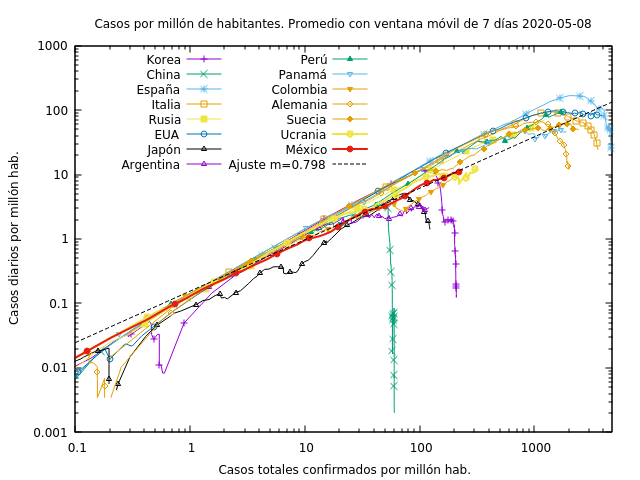 Casos por millón de habitantes. Promedio con ventana móvil de 7 días 2020-05-08
Casos diarios por millón hab.
1000
100
10
1
0.1
0.01
0.001
Korea
China
España
Italia
Rusia
EUA
Japón
Argentina
Perú
Panamá
Colombia
Alemania
Suecia
Ucrania
México
Ajuste m=0.798
0.1 1 10 100 1000
Casos totales confirmados por millón hab.